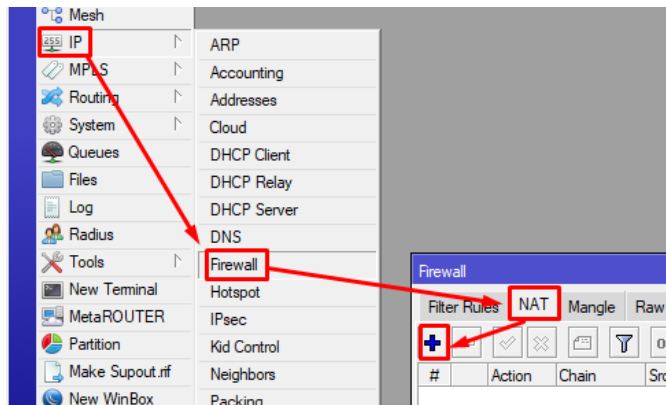 Mesh
255
IP
MPLS
Routing
System
Queues
Files
Log
Radius
Tools
New Terminal
MetaROUTER
Partition
Make Supout.rif
New WinBox
ARP
Accounting
Addresses
Cloud
DHCP Client
DHCP Relay
DHCP Server
DNS
Firewall
Hotspot
IPsec
Kid Control
Neighbors
Packing
Firewall
Filter Rules NAT Mangle Raw
# Action Chain